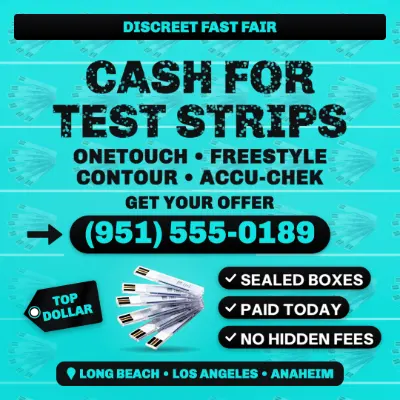 DISCREET FAST FAIR
CASH FOR
TEST STRIPS
ONETOUCH • FREESTYLE
CONTOUR • ACCU-CHEK
GET YOUR OFFER
(951) 555-0189
TOP
DOLLAR
SEALED BOXES
PAID TODAY
NO HIDDEN FEES
LONG BEACH • LOS ANGELES • ANAHEIM